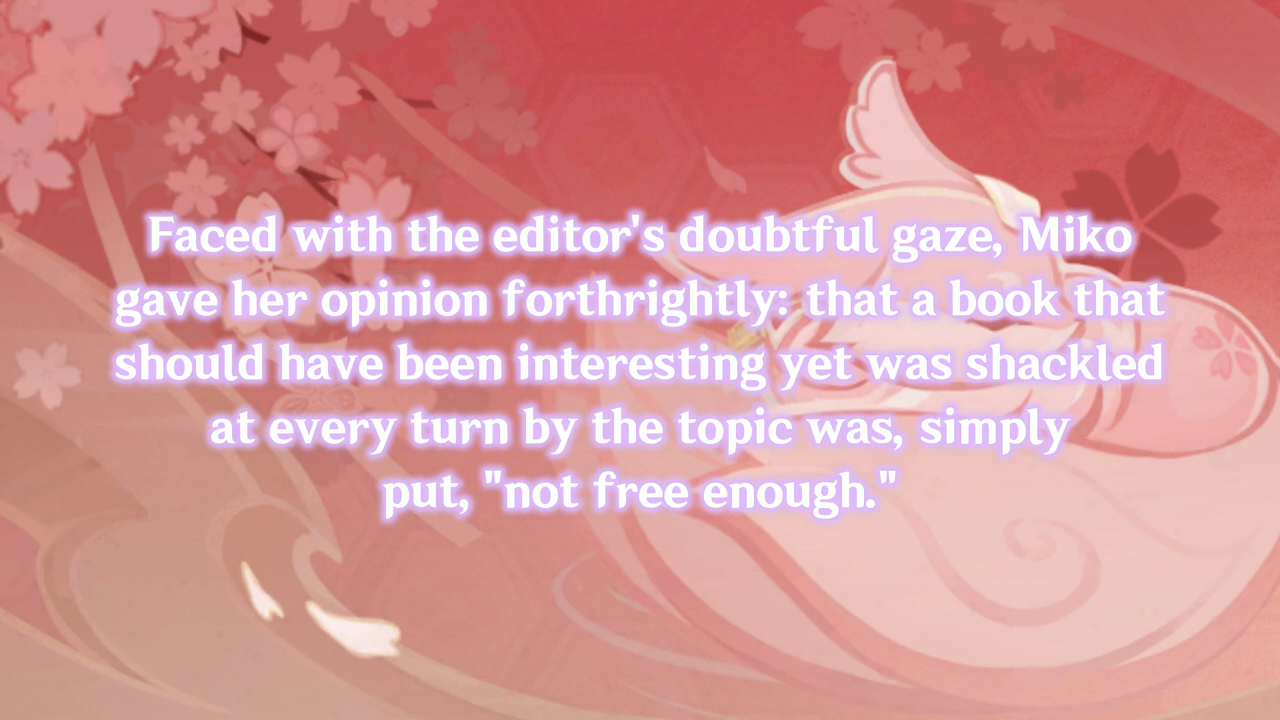 Faced with the editor's doubtful gaze, Miko
gave her opinion forthrightly: that a book that
should have been interesting yet was shackled
at every turn by the topic was, simply
put, "not free enough."